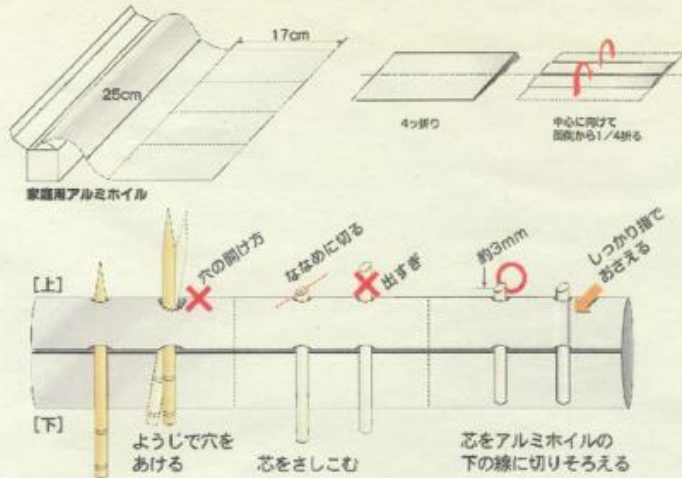 17cm
25cm
家庭用アルミホイル
4ッ折り
中心に向けて
両側から1/4折る
[上]
穴の開け方
ななめに切る
出すぎ
約3mm
しっかり指で
おさえる
[下]
ようじで穴を
あける
芯をさしこむ
芯をアルミホイルの
下の線に切りそろえる